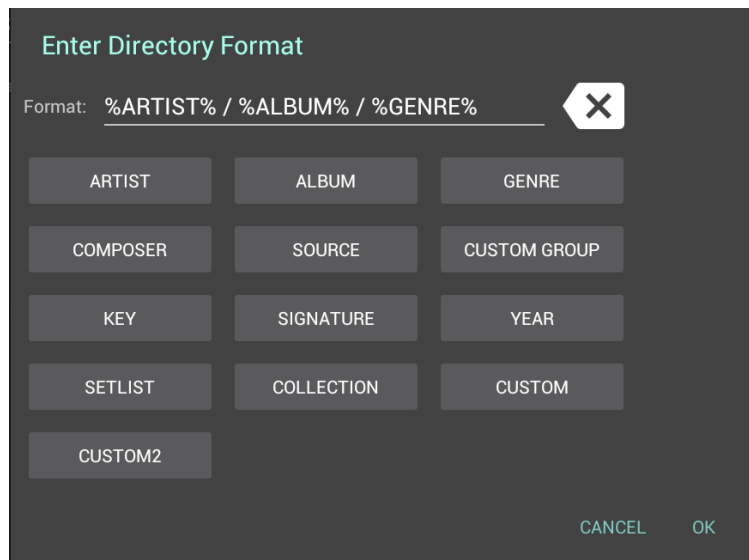 Enter Directory Format
Format: %ARTIST% / %ALBUM% / %GENRE%
ARTIST ALBUM GENRE
COMPOSER SOURCE CUSTOM GROUP
KEY SIGNATURE YEAR
SETLIST COLLECTION CUSTOM
CUSTOM2
CANCEL OK